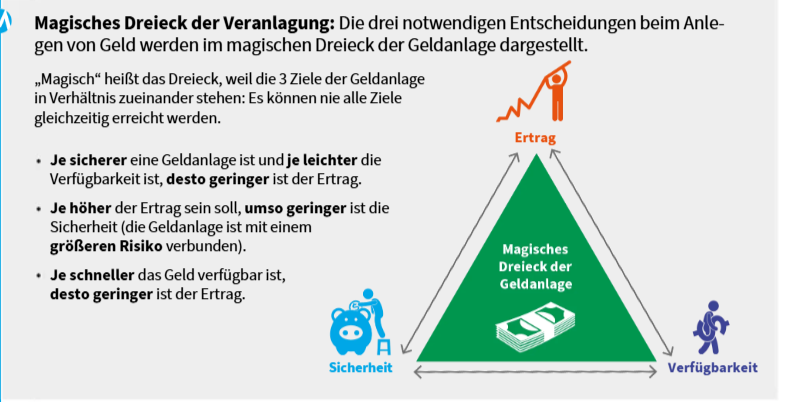 Magisches Dreieck der Veranlagung: Die drei notwendigen Entscheidungen beim Anle-
gen von Geld werden im magischen Dreieck der Geldanlage dargestellt.
„Magisch“ heißt das Dreieck, weil die 3 Ziele der Geldanlage
in Verhältnis zueinander stehen: Es können nie alle Ziele
gleichzeitig erreicht werden.
• Je sicherer eine Geldanlage ist und je leichter die
Verfügbarkeit ist, desto geringer ist der Ertrag.
• Je höher der Ertrag sein soll, umso geringer ist die
Sicherheit (die Geldanlage ist mit einem
größeren Risiko verbunden).
• Je schneller das Geld verfügbar ist,
desto geringer ist der Ertrag.
Ertrag
Magisches
Dreieck der
Geldanlage
Sicherheit
Verfügbarkeit